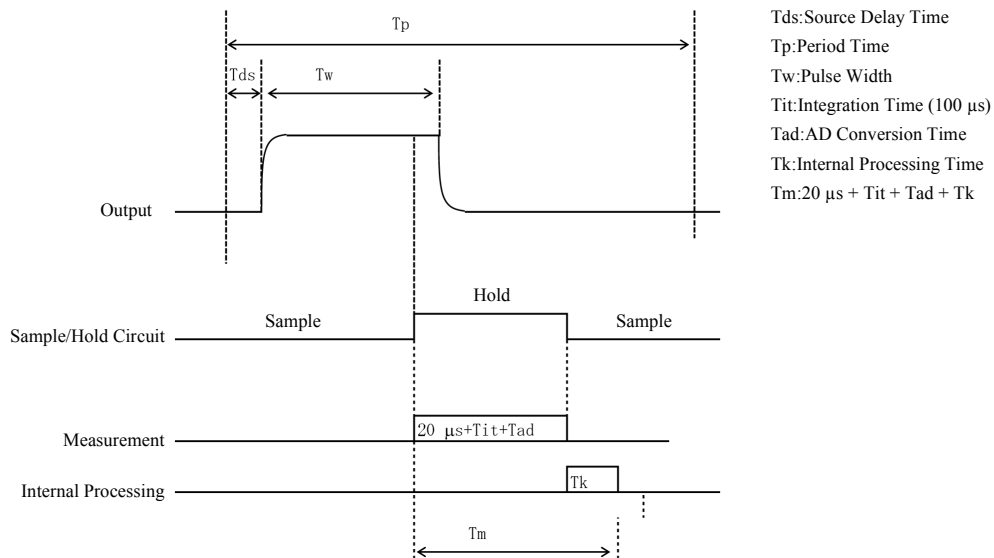 Tp
Tds:Source Delay Time
Tp:Period Time
Tds
Tw
Tw:Pulse Width
Tit:Integration Time (100 µs)
Tad:AD Conversion Time
Tk:Internal Processing Time
Tm:20 µs + Tit + Tad + Tk
Output
Hold
Sample
Sample
Sample/Hold Circuit
20 µs+Tit+Tad
Measurement
Tk
Internal Processing
Tm